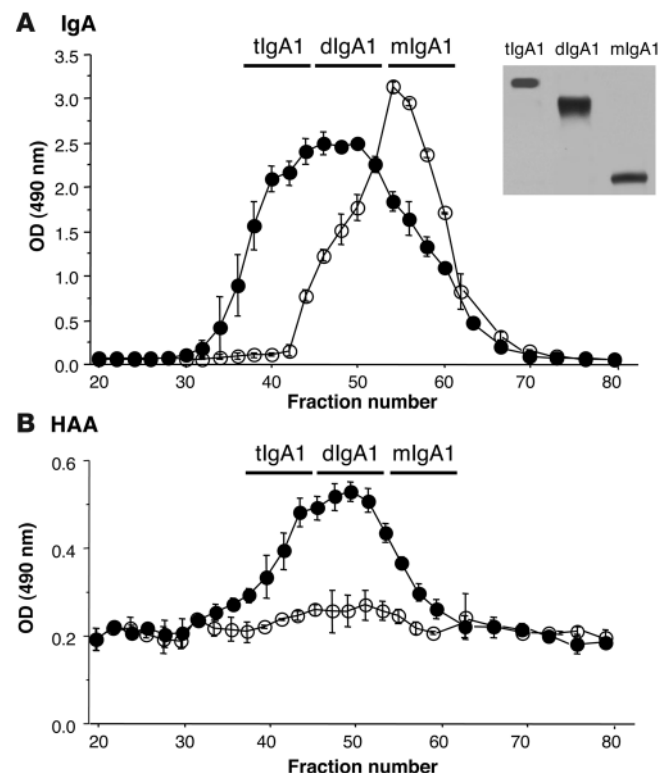 A IgA
tIgA1 dIgA1 mIgA1
tIgA1 dIgA1 mIgA1
OD (490 nm)
3.5
3.0
2.5
2.0
1.5
1.0
0.5
0.0
20 30 40 50 60 70 80
Fraction number
B HAA
tIgA1 dIgA1 mIgA1
OD (490 nm)
0.6
0.4
0.2
0.0
20 30 40 50 60 70 80
Fraction number